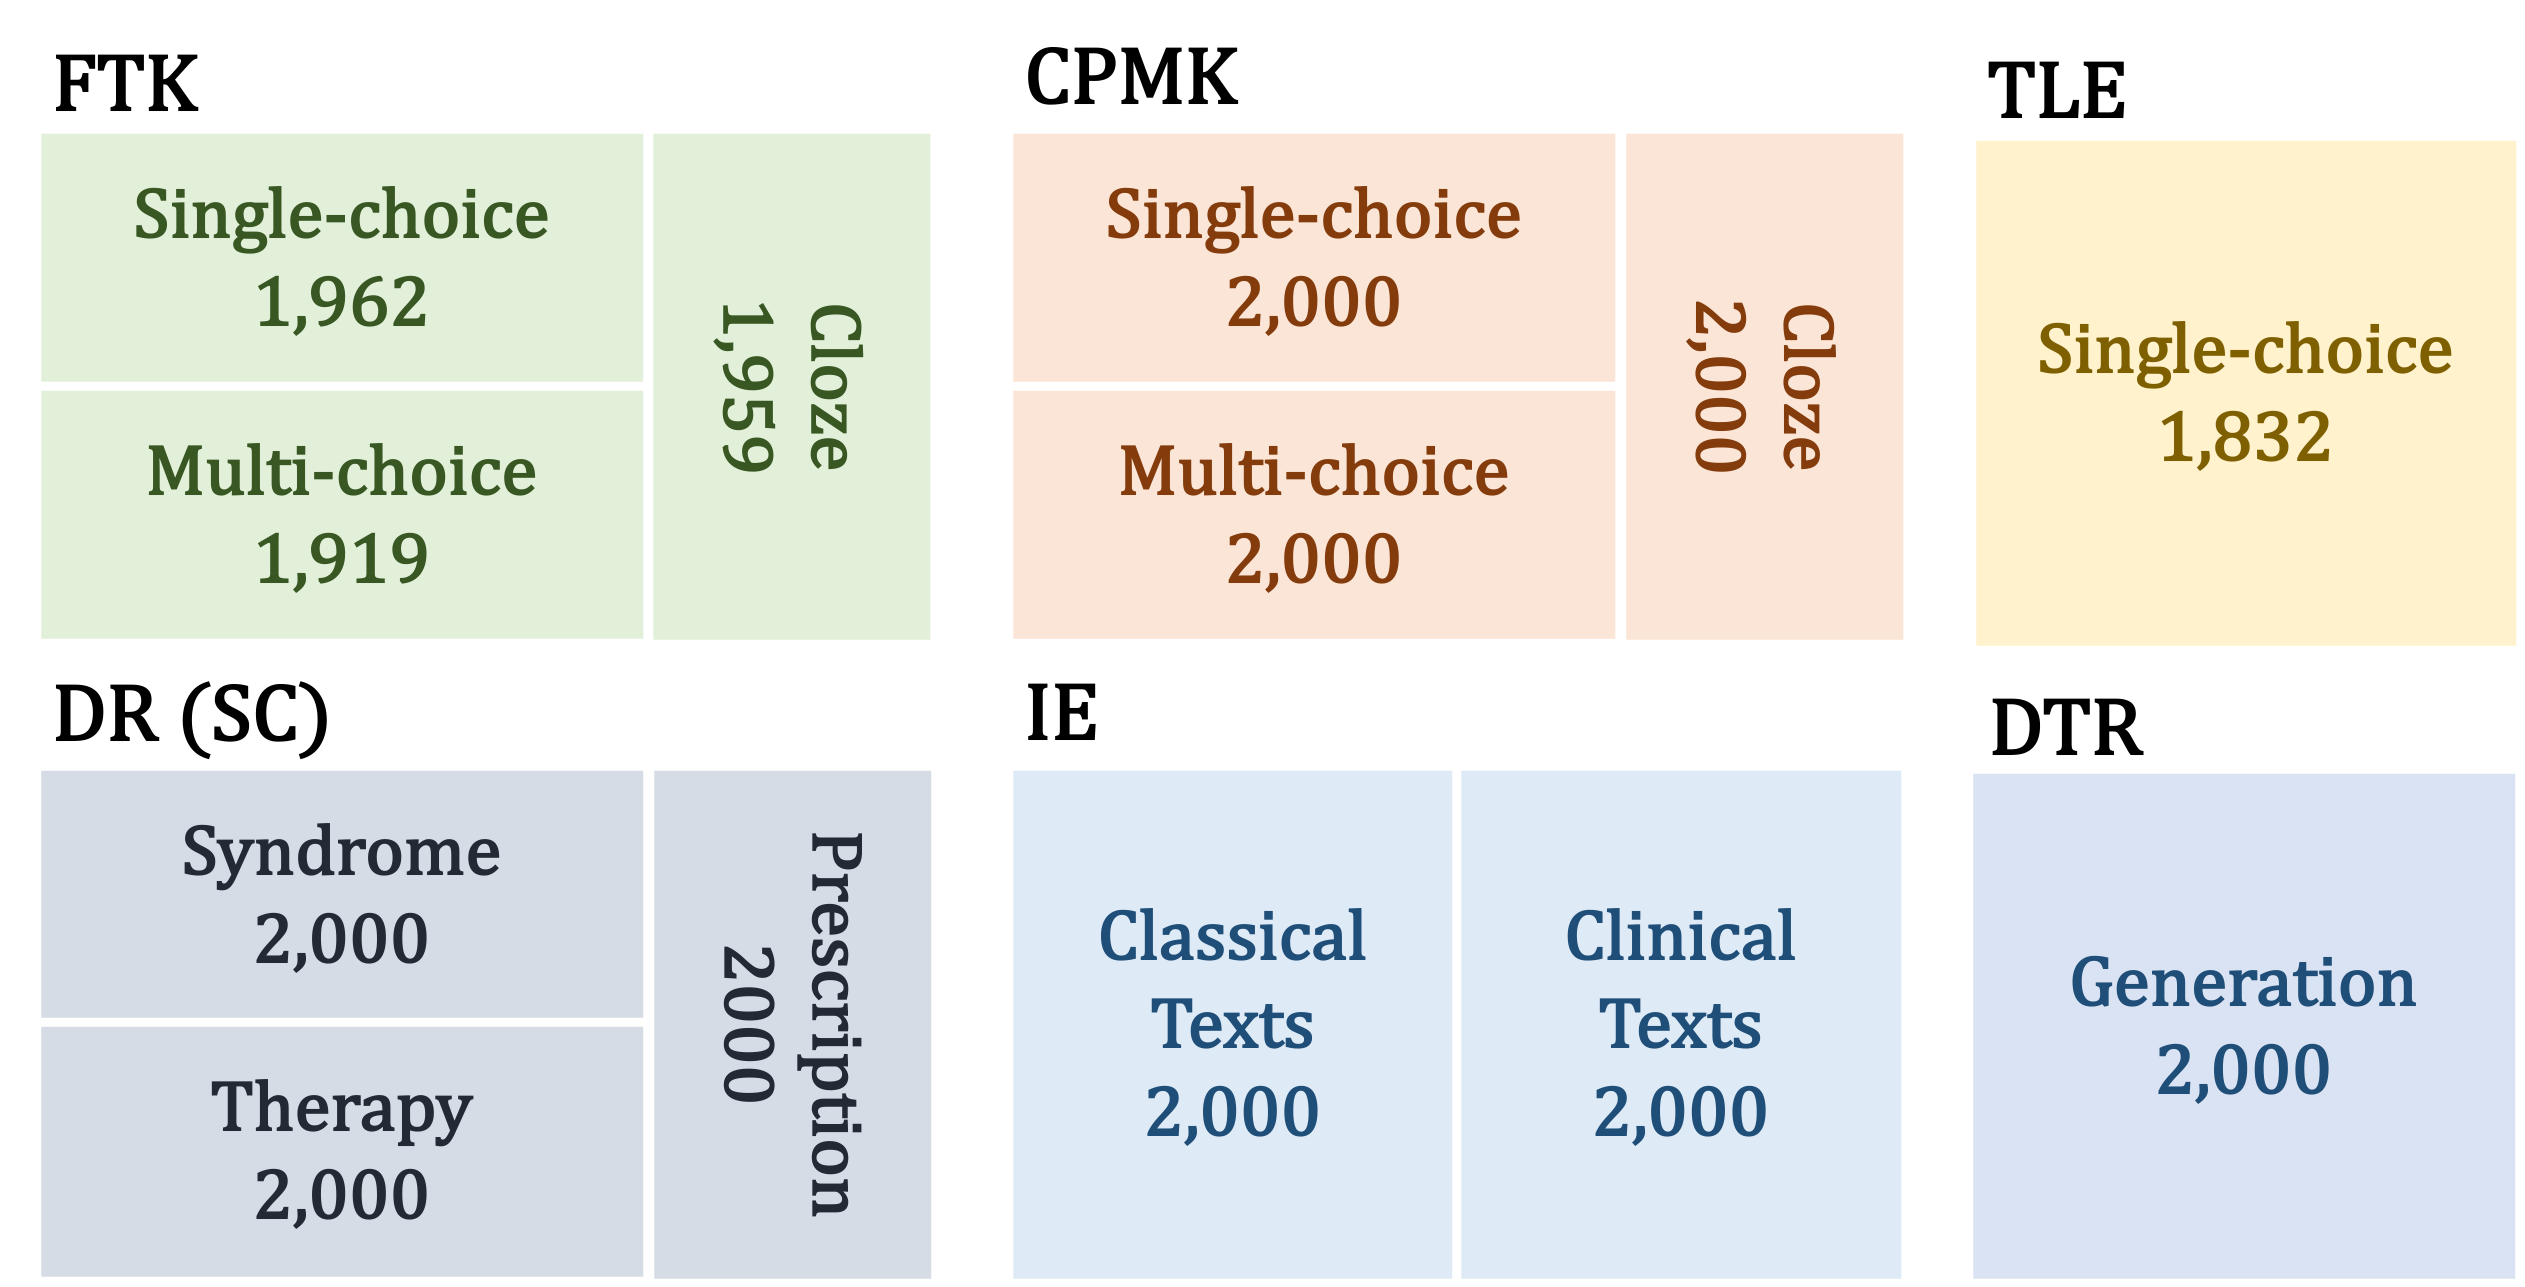 FTK
Single-choice
1,962
Multi-choice
1,919
Cloze
1,959
CPMK
Single-choice
2,000
Multi-choice
2,000
Cloze
2,000
TLE
Single-choice
1,832
DR (SC)
Syndrome
2,000
Therapy
2,000
Prescription
2000
IE
Classical
Texts
2,000
Clinical
Texts
2,000
DTR
Generation
2,000